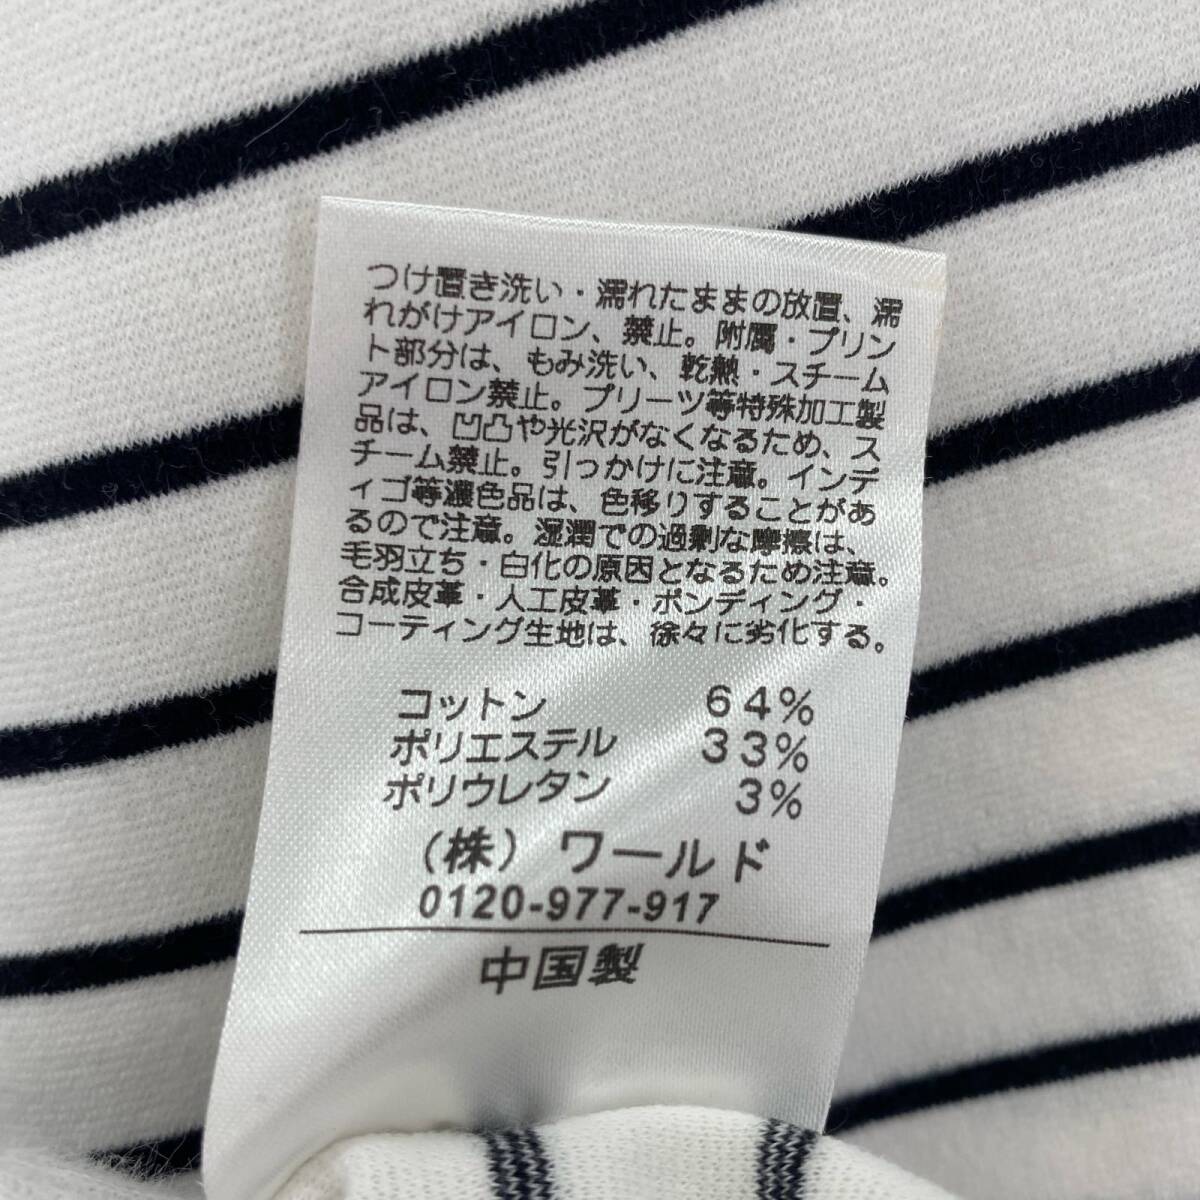 つけ置き洗い・濡れたままの放置、濡
れがけアイロン、禁止。附属・プリン
ト部分は、もみ洗い、乾熱・スチーム
アイロン禁止。プリーツ等特殊加工製
品は、凹凸や光沢がなくなるため、ス
チーム禁止。引っかけに注意。インデ
ィゴ等濃色品は、色移りすることがあ
るので注意。湿潤での過剰な摩擦は、
毛羽立ち・白化の原因となるため注意。
合成皮革・人工皮革・ボンディング・
コーティング生地は、徐々に劣化する。
コットン 64%
ポリエステル 33%
ポリウレタン 3%
(株) ワールド
0120-977-917
中国製